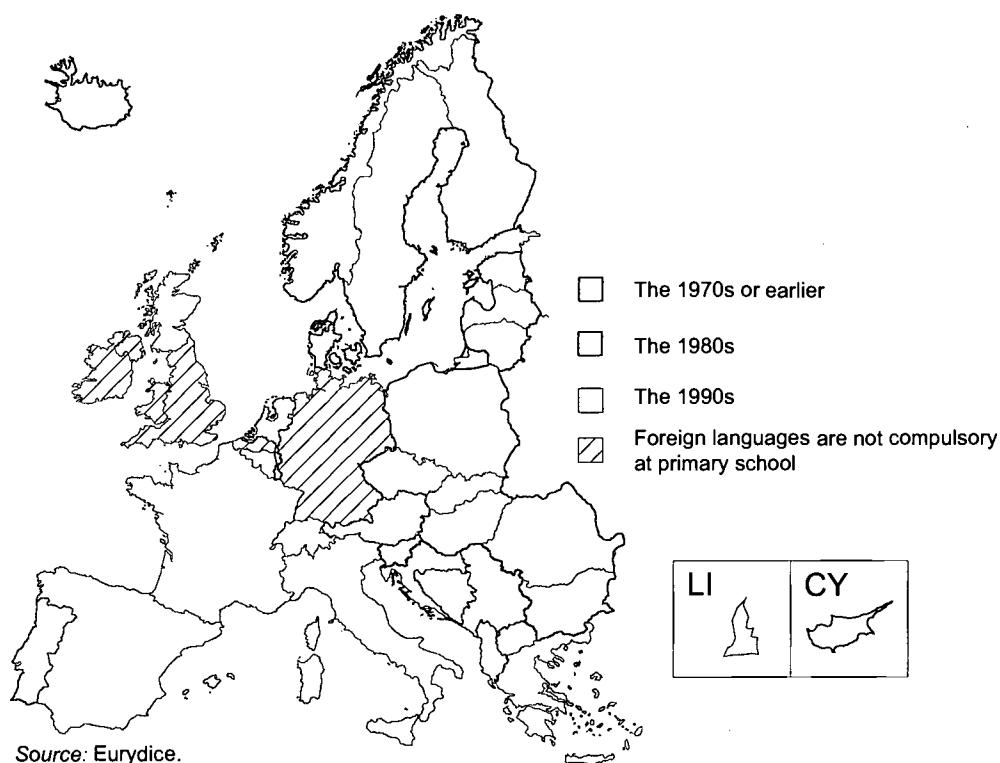 The 1970s or earlier
The 1980s
The 1990s
Foreign languages are not compulsory
at primary school
LI
CY
Source: Eurydice.